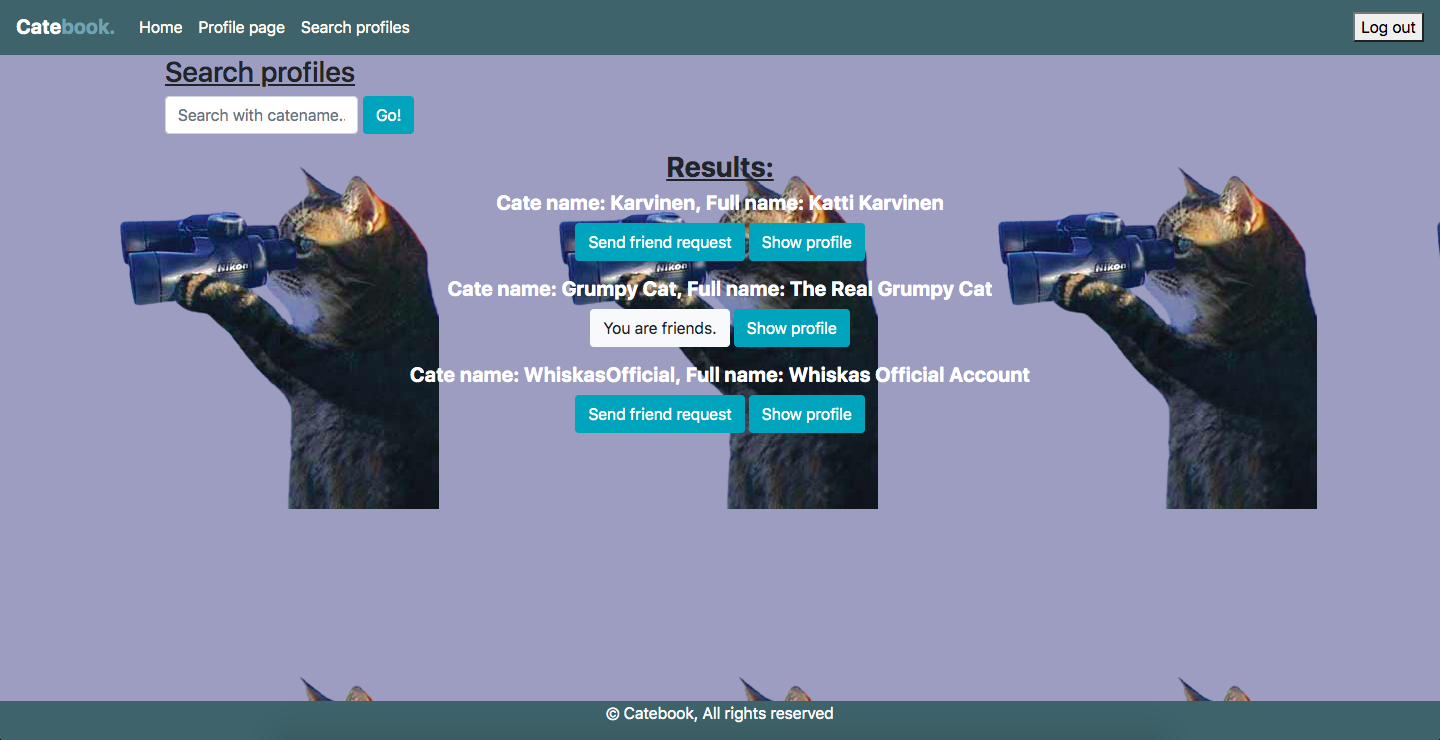 Catebook. Home Profile page Search profiles Log out
Search profiles
Search with catename.. Go!
Results:
Cate name: Karvinen, Full name: Katti Karvinen
Nikon Nikon Nikon
Send friend request Show profile
Cate name: Grumpy Cat, Full name: The Real Grumpy Cat
You are friends. Show profile
Cate name: WhiskasOfficial, Full name: Whiskas Official Account
Send friend request Show profile
© Catebook, All rights reserved